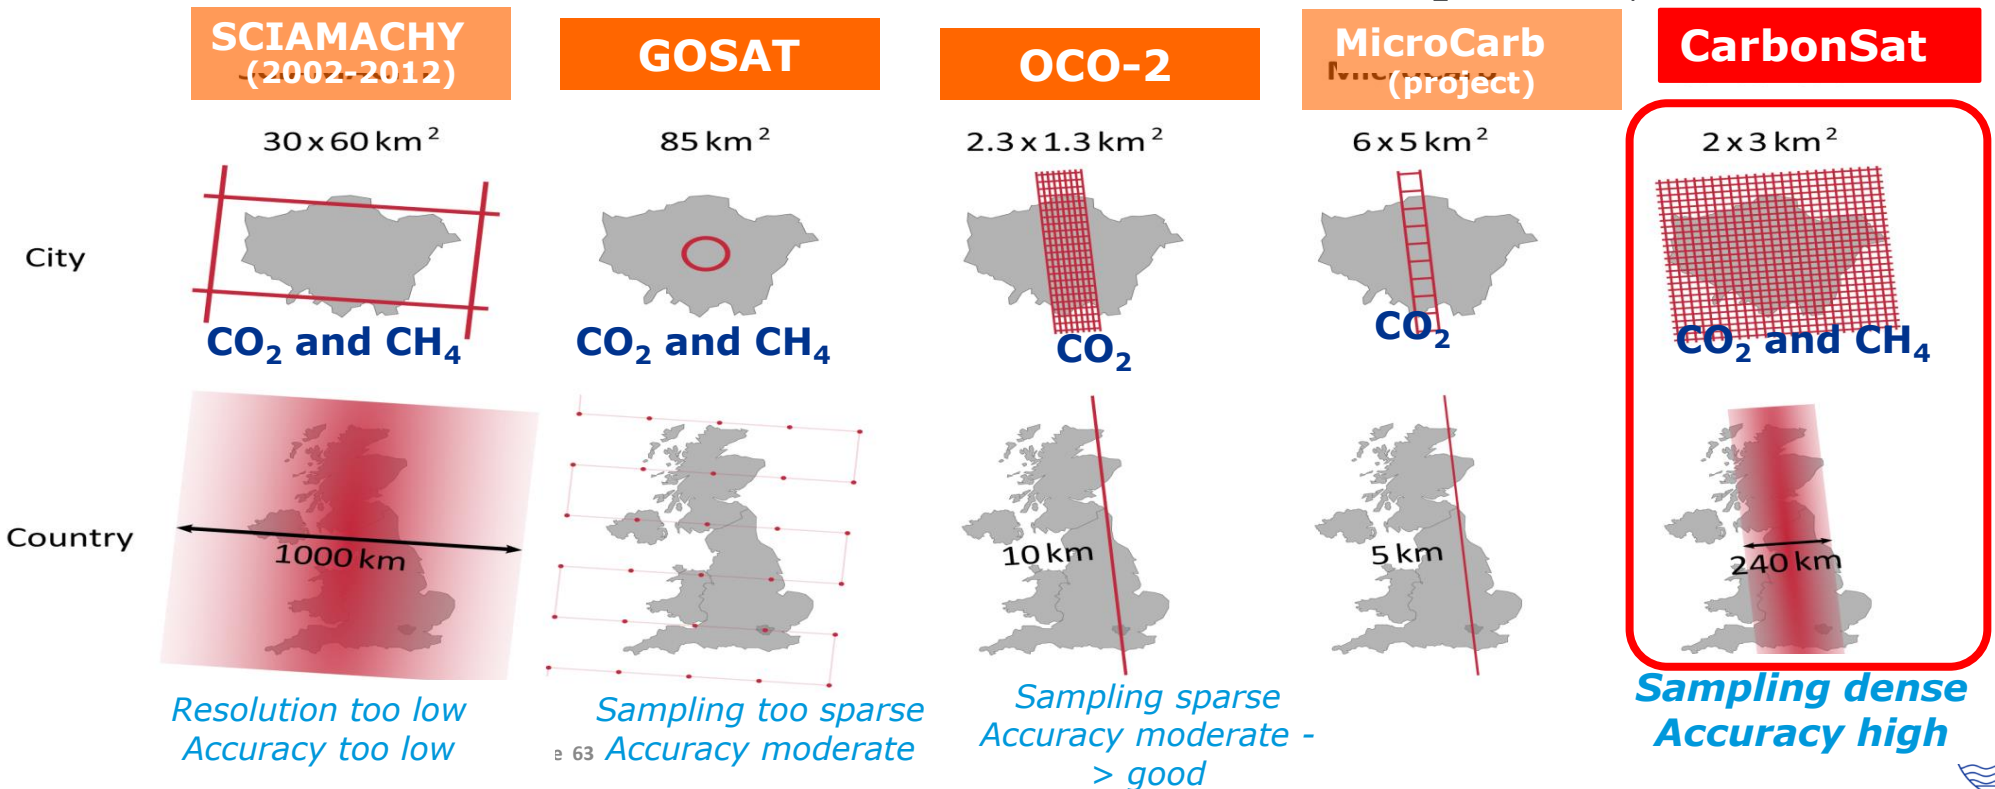 SCIAMACHY
(2002-2012)
GOSAT
OCO-2
MicroCarb
(project)
CarbonSat
30 x 60 km²
85 km²
2.3 x 1.3 km²
6 x 5 km²
2 x 3 km²
City
CO₂ and CH₄
CO₂ and CH₄
CO₂
CO₂
CO₂ and CH₄
Country
1000 km
10 km
5 km
240 km
Resolution too low
Accuracy too low
Sampling too sparse
Accuracy moderate
Sampling sparse
Accuracy moderate -
> good
Sampling dense
Accuracy high
e 63